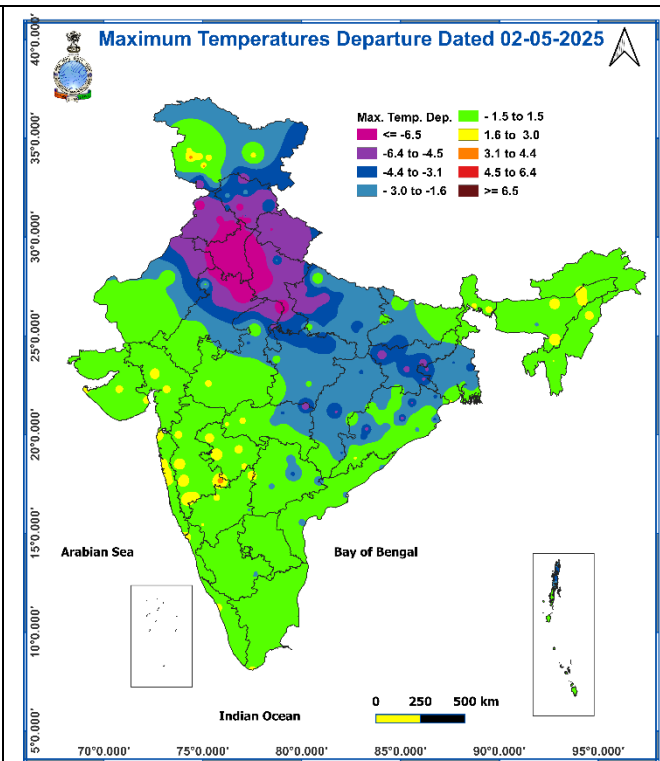 Maximum Temperatures Departure Dated 02-05-2025
Max. Temp. Dep.
<= -6.5
-6.4 to -4.5
-4.4 to -3.1
- 3.0 to -1.6
- 1.5 to 1.5
1.6 to 3.0
3.1 to 4.4
4.5 to 6.4
>= 6.5
40°0.000'
35°0.000'
30°0.000'
25°0.000'
20°0.000'
15°0.000'
10°0.000'
5°0.000'
Arabian Sea
Bay of Bengal
Indian Ocean
0 250 500 km
70°0.000' 75°0.000' 80°0.000' 85°0.000' 90°0.000' 95°0.000'